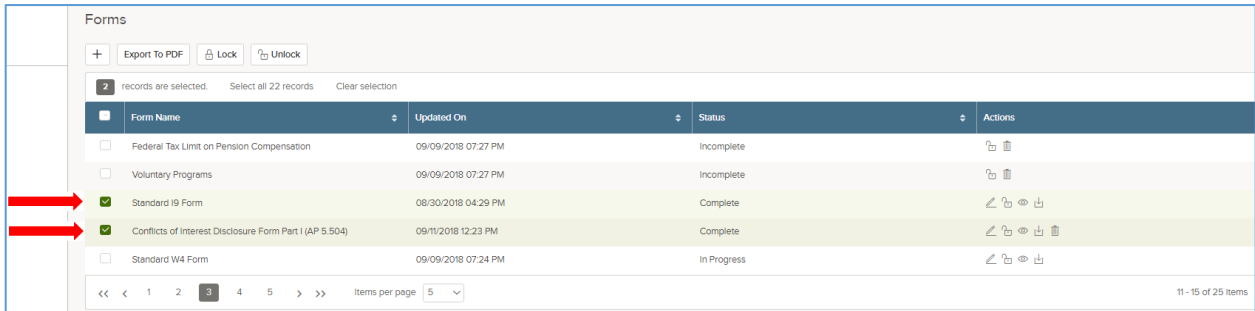 Forms
+ Export To PDF Lock Unlock
2 records are selected. Select all 22 records Clear selection
Form Name Updated On Status Actions
Federal Tax Limit on Pension Compensation 09/09/2018 07:27 PM Incomplete
Voluntary Programs 09/09/2018 07:27 PM Incomplete
Standard I9 Form 08/30/2018 04:29 PM Complete
Conflicts of Interest Disclosure Form Part I (AP 5.504) 09/11/2018 12:23 PM Complete
Standard W4 Form 09/09/2018 07:24 PM In Progress
<< < 1 2 3 4 5 > >> Items per page 5 11 - 15 of 25 items